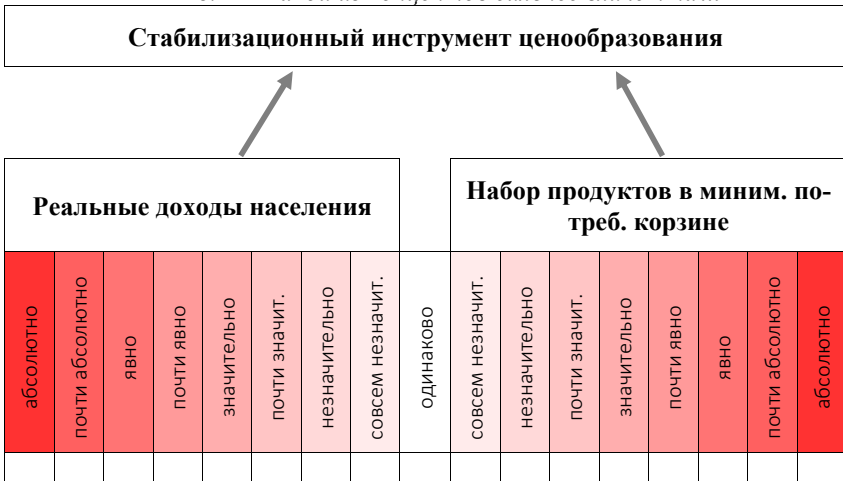 Стабилизационный инструмент ценообразования
Реальные доходы населения
Набор продуктов в миним. по-
треб. корзине
абсолютно
почти абсолютно
явно
почти явно
значительно
почти значит.
незначительно
совсем незначит.
одинаково
совсем незначит.
незначительно
почти значит.
значительно
почти явно
явно
почти абсолютно
абсолютно